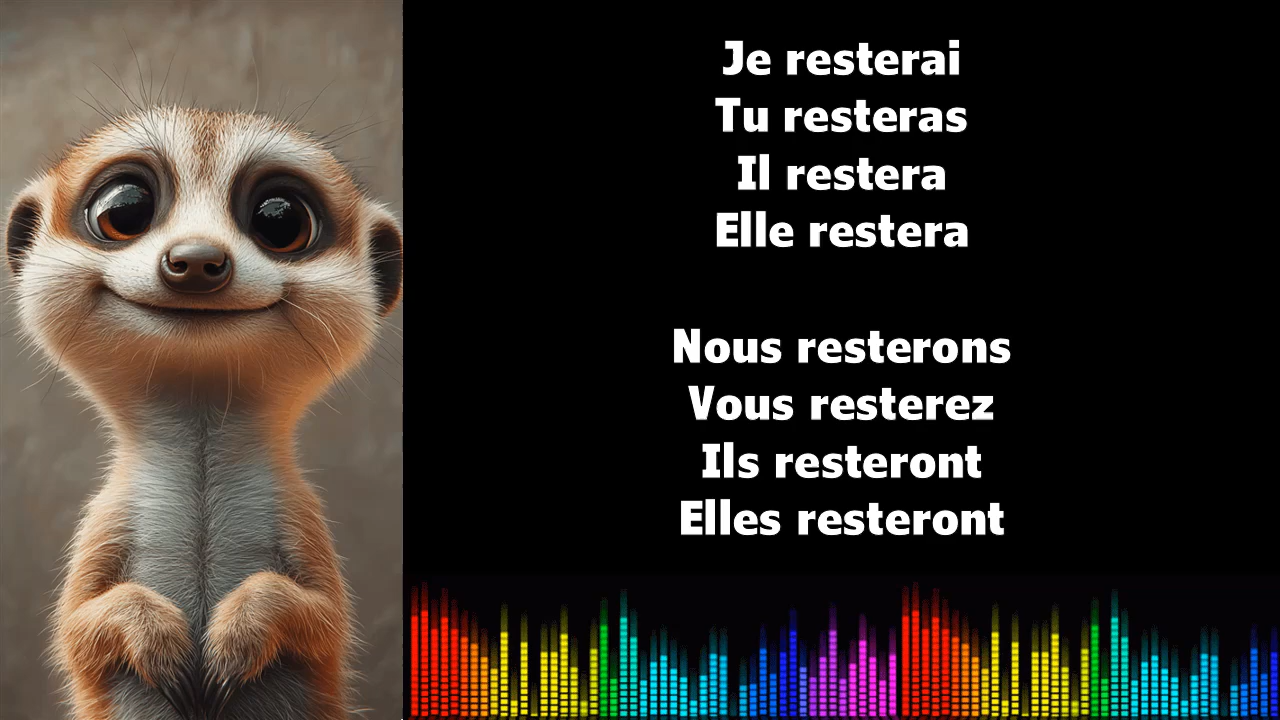 Je resterai
Tu resteras
Il restera
Elle restera
Nous resterons
Vous resterez
Ils resteront
Elles resteront